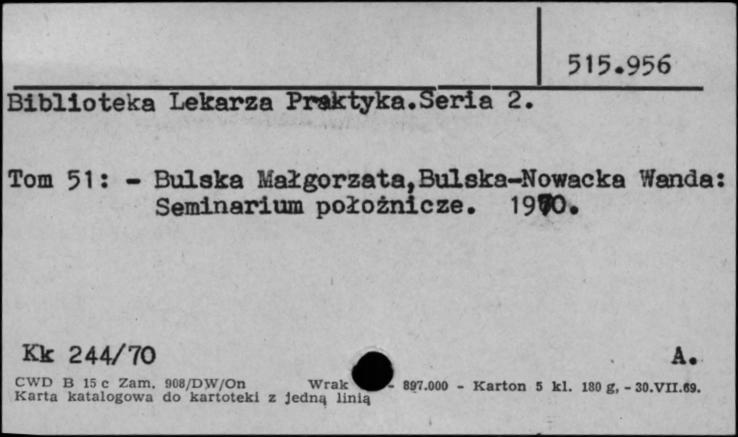 515.956
Biblioteka Lekarza Praktyka.Seria 2.
Tom 51: - Bulska Małgorzata,Bulska-Nowacka Wanda:
Seminarium położnicze. 1970.
Kk 244/70 A.
CWD B 15 c Zam. 908/DW/On Wrak - 897.000 - Karton 5 kl. 180 g, - 30.VII.69.
Karta katalogowa do kartoteki z jedną linią